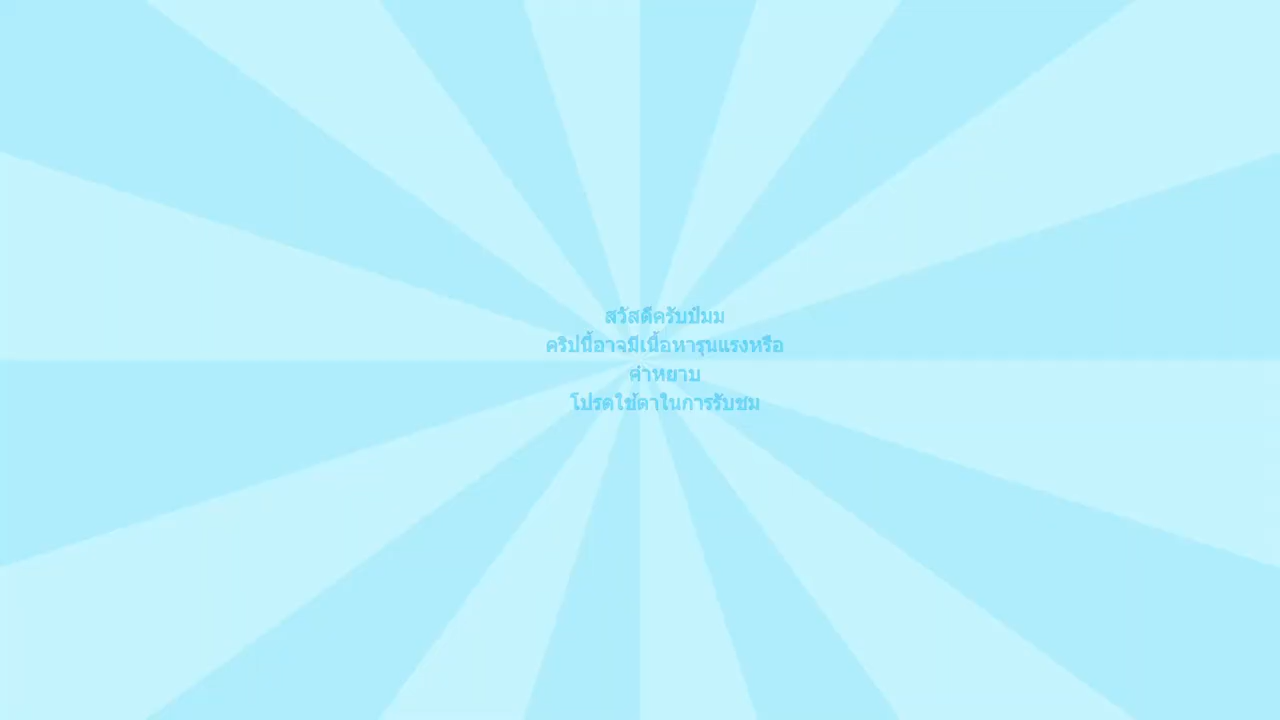 สวัสดีครับป๋มม
คริปนี้อาจมีเนื้อหารุนแรงหรือ
คำหยาบ
โปรดใช้ตาในการรับชม